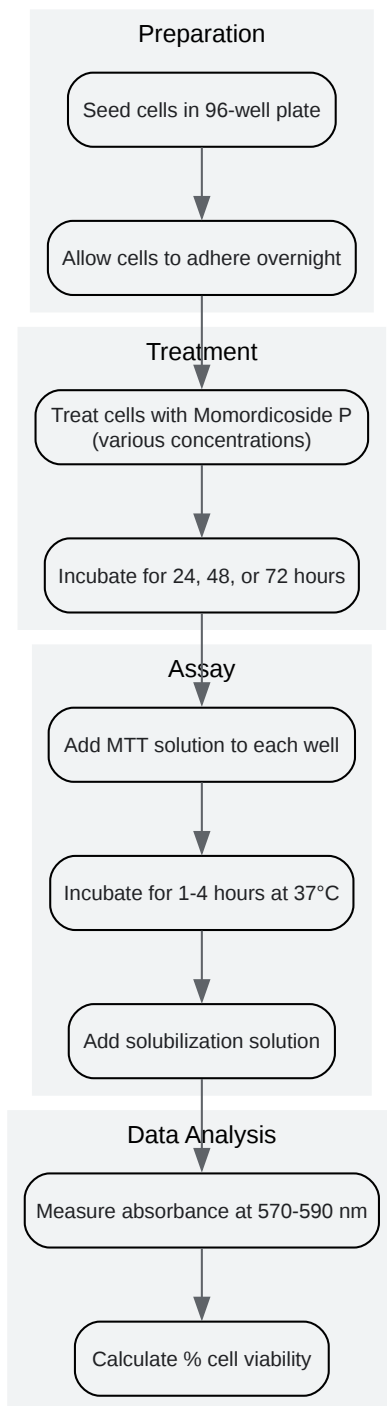 Preparation
Seed cells in 96-well plate
Allow cells to adhere overnight
Treatment
Treat cells with Momordicoside P
(various concentrations)
Incubate for 24, 48, or 72 hours
Assay
Add MTT solution to each well
Incubate for 1-4 hours at 37°C
Add solubilization solution
Data Analysis
Measure absorbance at 570-590 nm
Calculate % cell viability